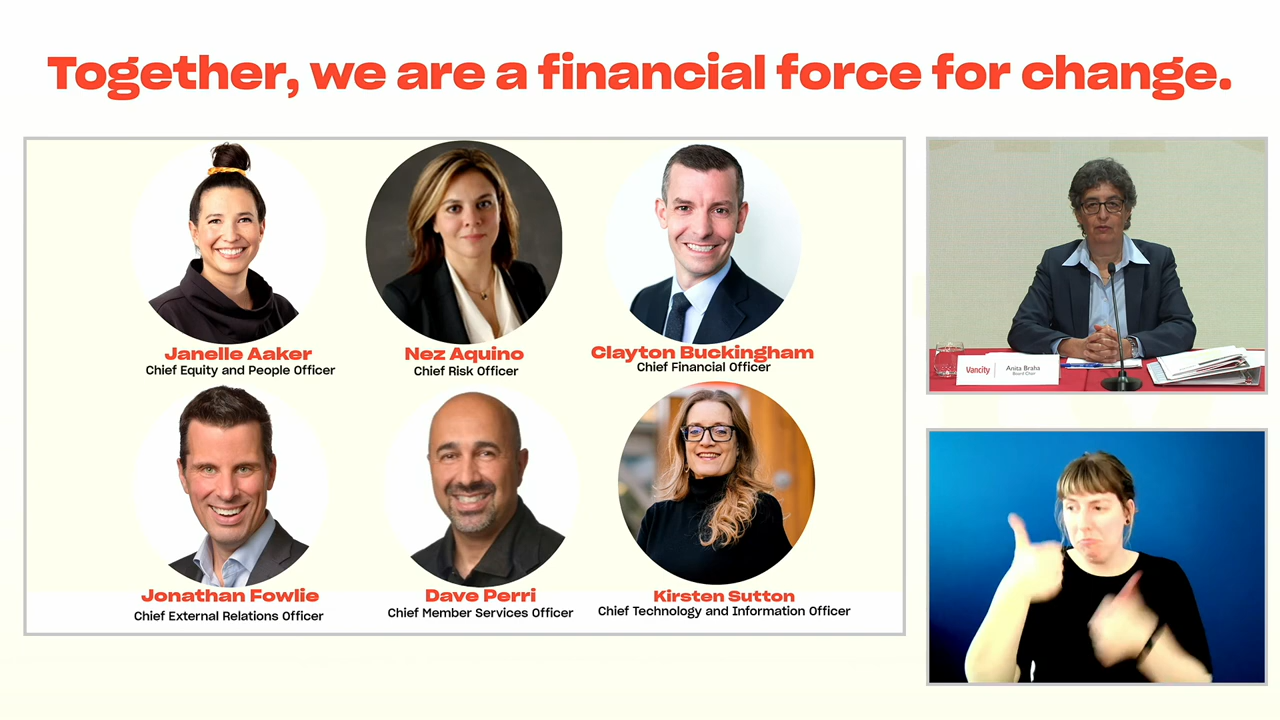 Together, we are a financial force for change.
Janelle Aaker
Chief Equity and People Officer
Nez Aquino
Chief Risk Officer
Clayton Buckingham
Chief Financial Officer
Jonathan Fowlie
Chief External Relations Officer
Dave Perri
Chief Member Services Officer
Kirsten Sutton
Chief Technology and Information Officer
Vancity
Anita Braha
Board Chair